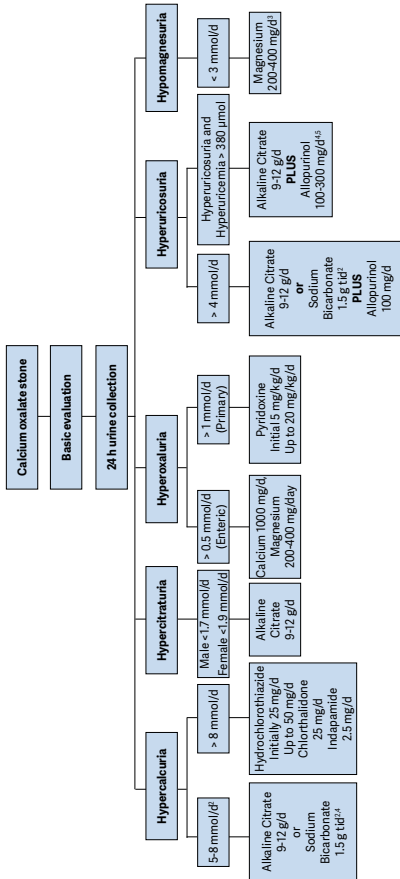 Calcium oxalate stone
Basic evaluation
24 h urine collection
Hypercalcuria
Hypercitraturia
Hyperoxaluria
Hyperuricosuria
Hypomagnesuria
5-8 mmol/d²
> 8 mmol/d
Male <1.7 mmol/d
Female <1.9 mmol/d
> 0.5 mmol/d
(Enteric)
> 1 mmol/d
(Primary)
> 4 mmol/d
Hyperuricosuria and
Hyperuricemia > 380 µmol
< 3 mmol/d
Alkaline Citrate
9-12 g/d
or
Sodium
Bicarbonate
1.5 g tid²,⁴
Hydrochlorothiazide
Initially 25 mg/d
Up to 50 mg/d
Chlorthalidone
25 mg/d
Indapamide
2.5 mg/d
Alkaline
Citrate
9-12 g/d
Calcium 1000 mg/d,
Magnesium
200-400 mg/day
Pyridoxine
Initial 5 mg/kg/d
Up to 20 mg/kg/d
Alkaline Citrate
9-12 g/d
or
Sodium
Bicarbonate
1.5 g tid²
PLUS
Allopurinol
100 mg/d
Alkaline Citrate
9-12 g/d
PLUS
Allopurinol
100-300 mg/d⁴,⁵
Magnesium
200-400 mg/d³